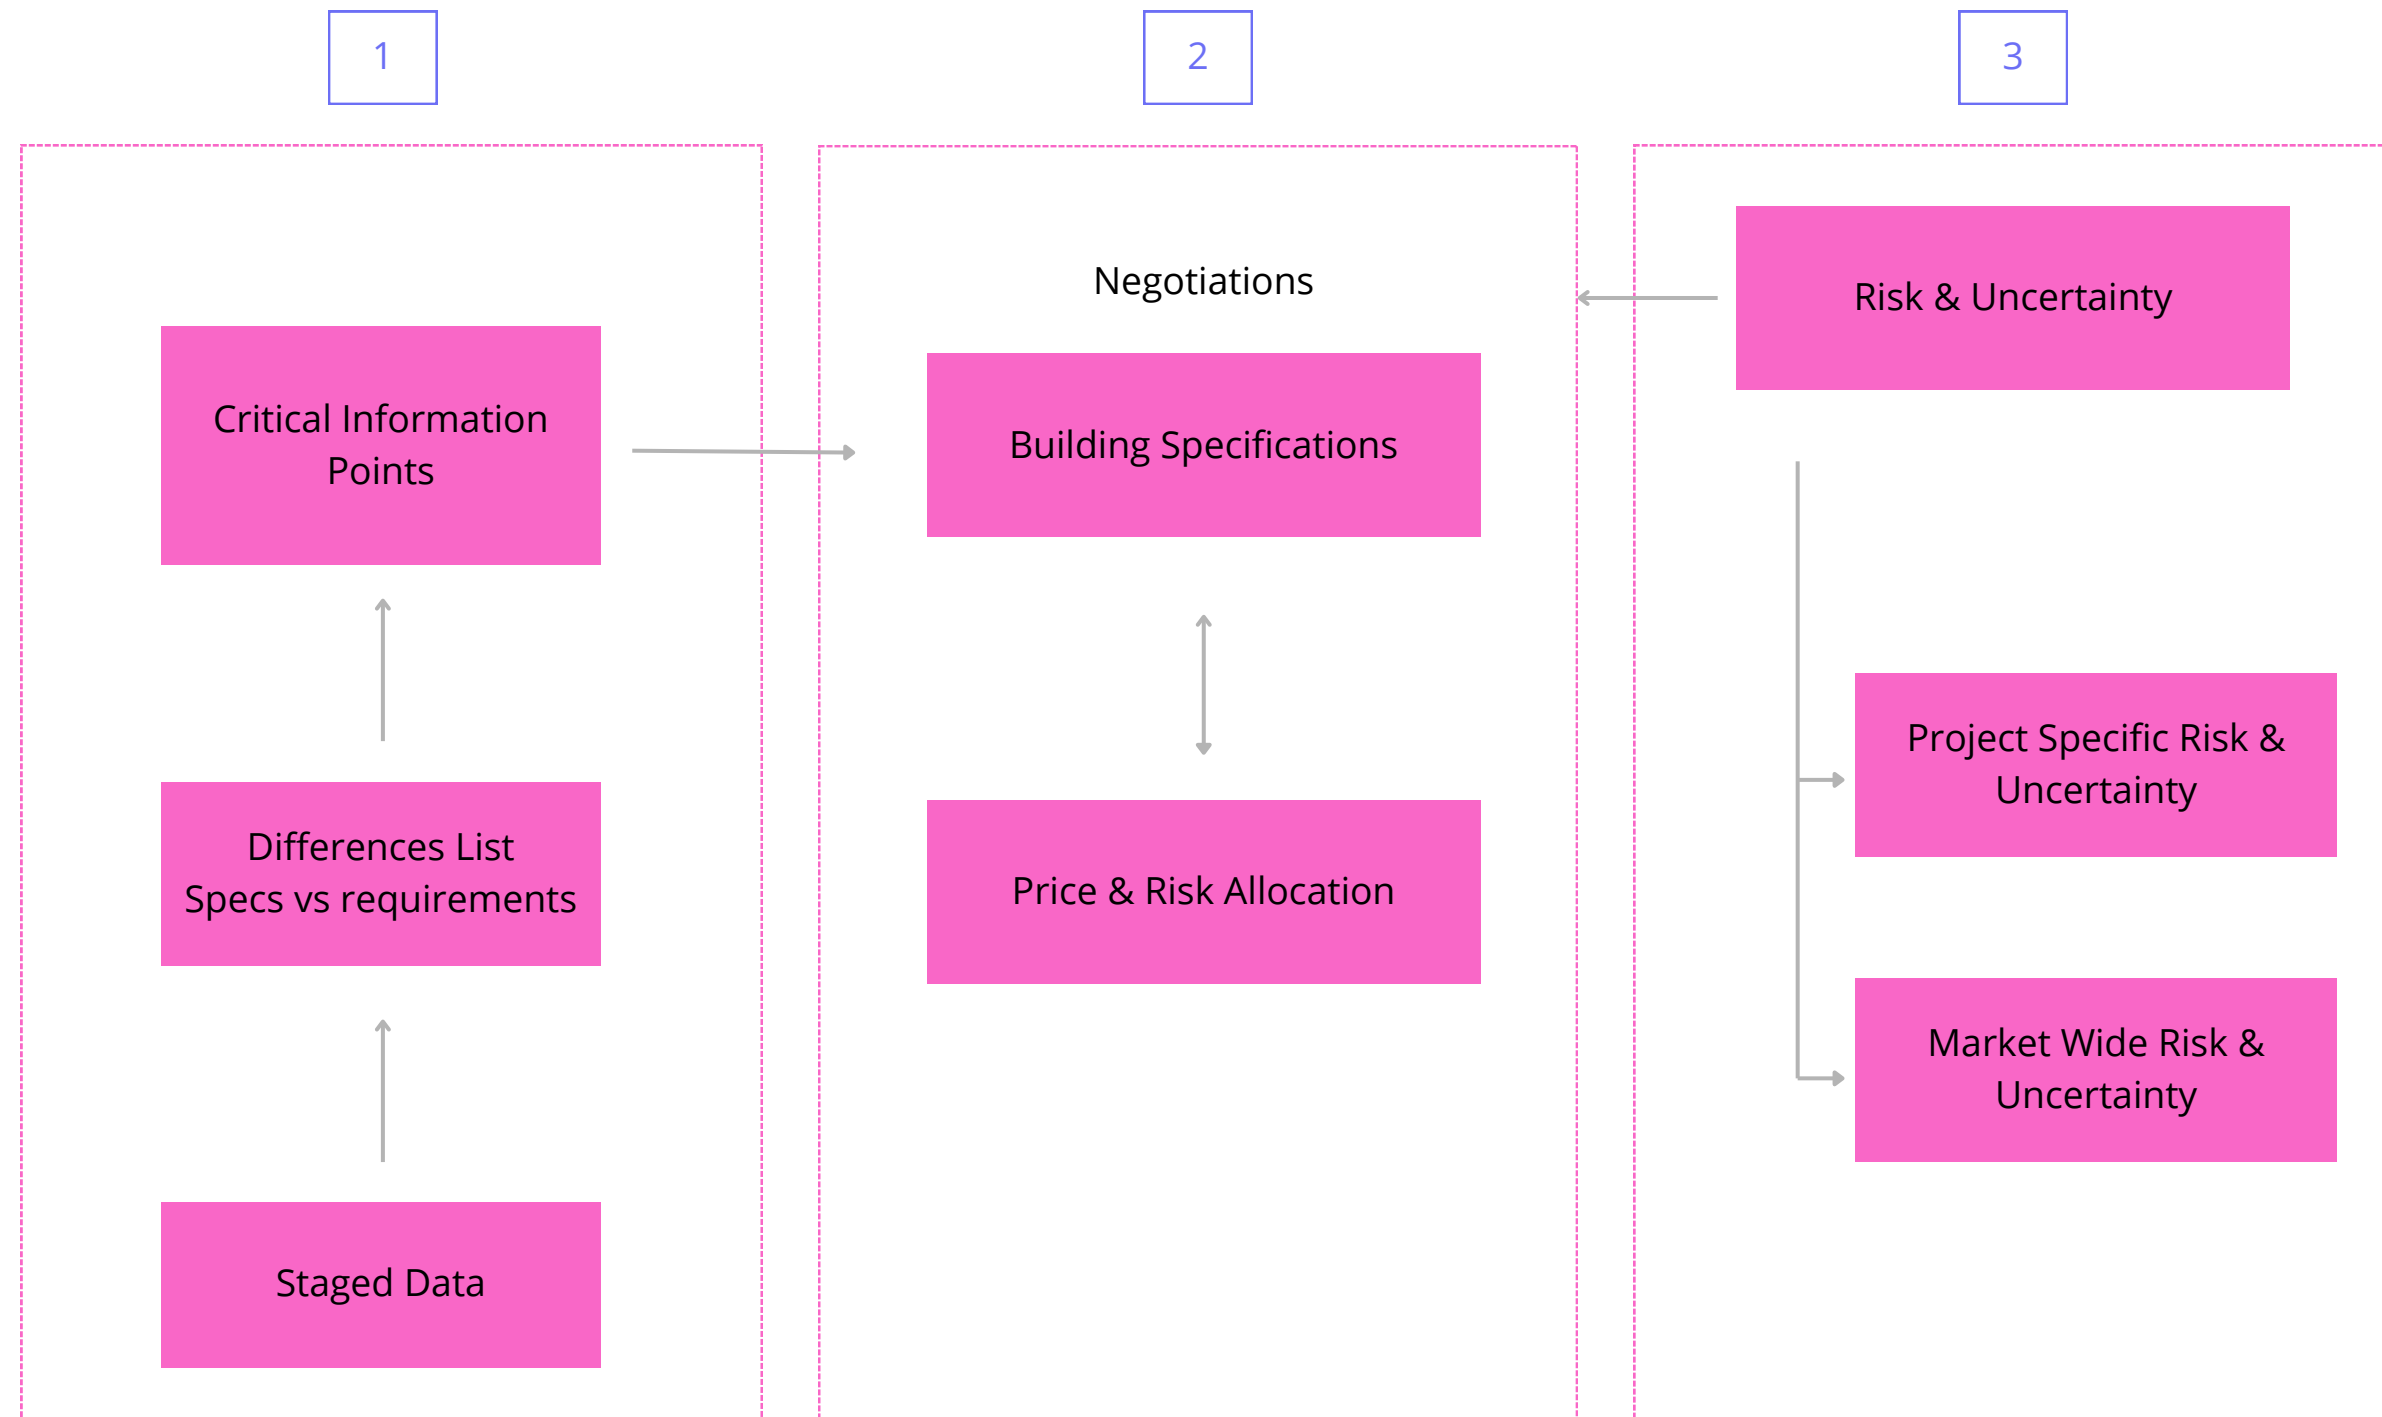 1
2
3
Critical Information
Points
Differences List
Specs vs requirements
Staged Data
Negotiations
Building Specifications
Price & Risk Allocation
Risk & Uncertainty
Project Specific Risk &
Uncertainty
Market Wide Risk &
Uncertainty